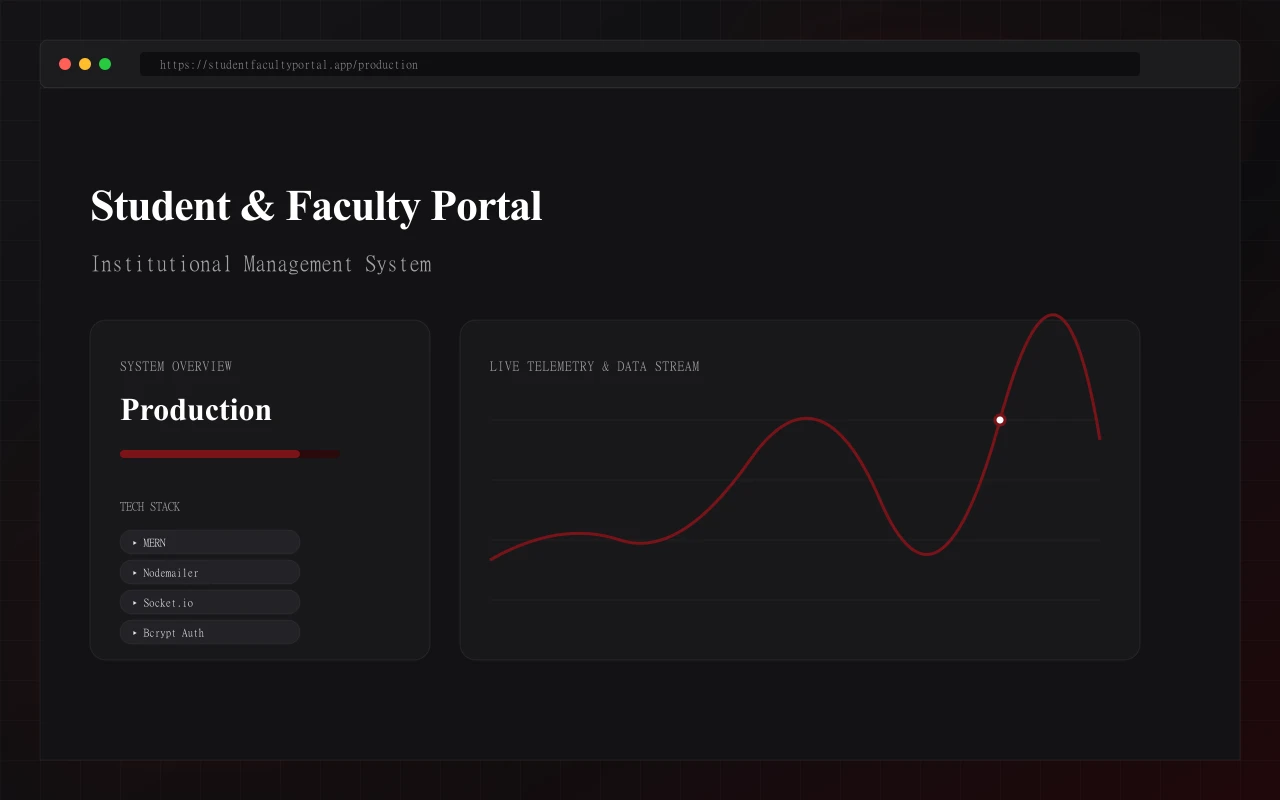 https://studentfacultyportal.app/production
Student & Faculty Portal
Institutional Management System
SYSTEM OVERVIEW
Production
TECH STACK
▸ MERN
▸ Nodemailer
▸ Socket.io
▸ Bcrypt Auth
LIVE TELEMETRY & DATA STREAM